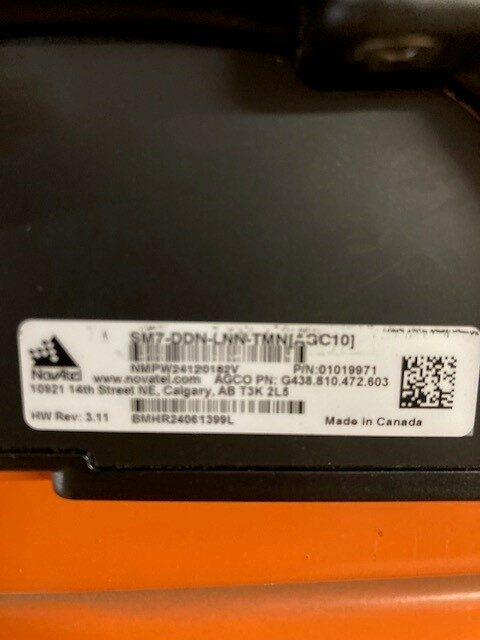 SM7-DDN-LNN-TMN[AGC10]
NovAtel
NMPW24120182V P/N:01019971
www.novatel.com AGCO PN: G438.810.472.603
10921 14th Street NE, Calgary, AB T3K 2L5
HW Rev: 3.11 BMHR24061399L Made in Canada